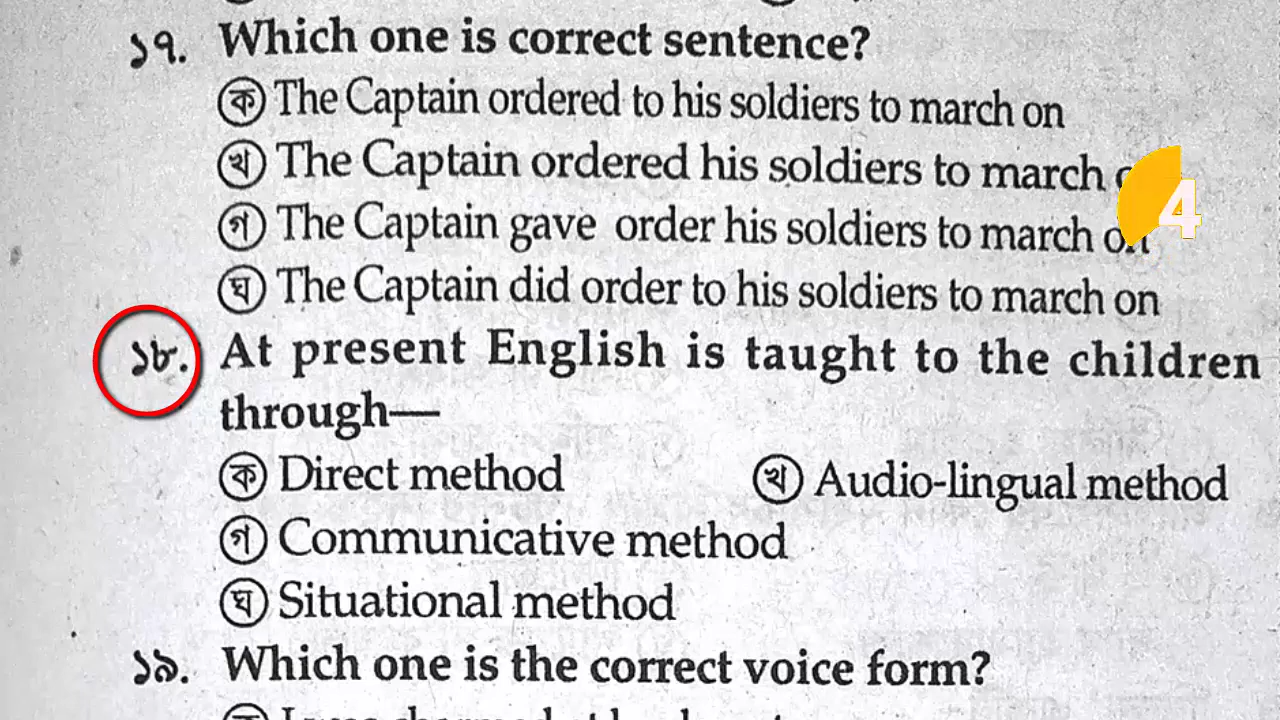 ১৭. Which one is correct sentence?
ক The Captain ordered to his soldiers to march on
খ The Captain ordered his soldiers to march
গ The Captain gave order his soldiers to march on
4
ঘ The Captain did order to his soldiers to march on
১৮. At present English is taught to the children
through—
ক Direct method খ Audio-lingual method
গ Communicative method
ঘ Situational method
১৯. Which one is the correct voice form?